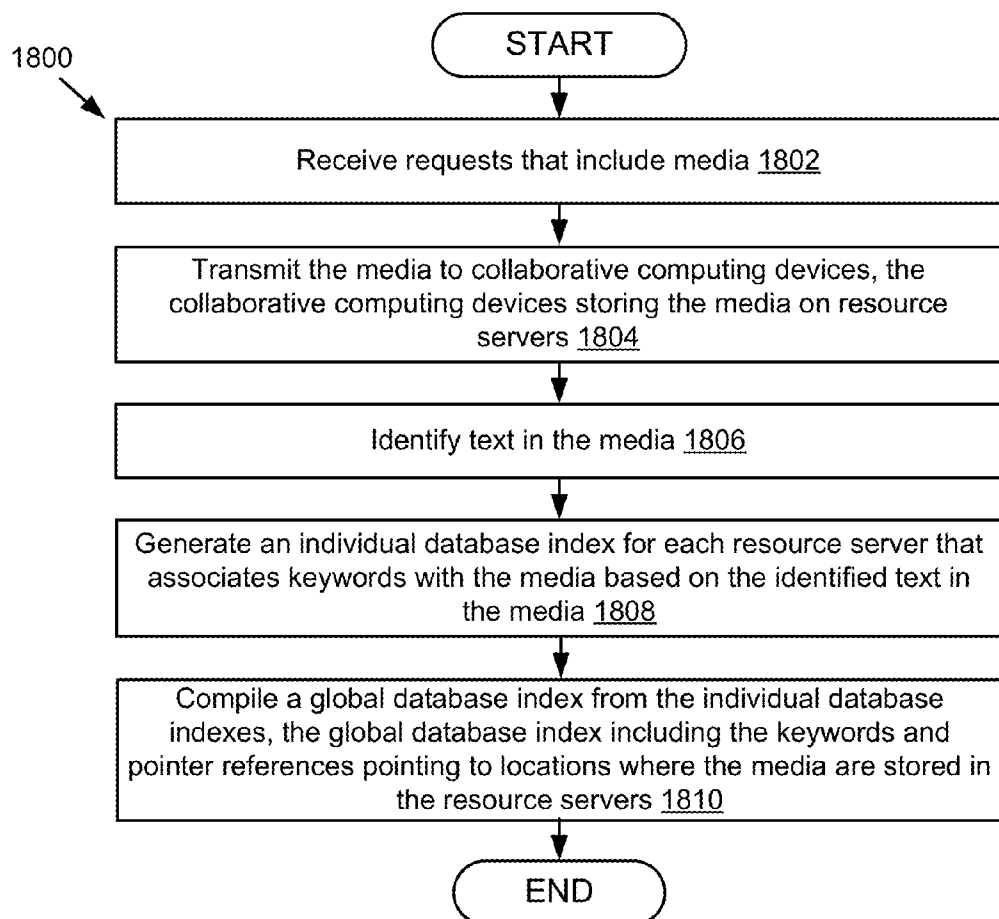 START
1800
Receive requests that include media 1802
Transmit the media to collaborative computing devices, the
collaborative computing devices storing the media on resource
servers 1804
Identify text in the media 1806
Generate an individual database index for each resource server that
associates keywords with the media based on the identified text in
the media 1808
Compile a global database index from the individual database
indexes, the global database index including the keywords and
pointer references pointing to locations where the media are stored in
the resource servers 1810
END